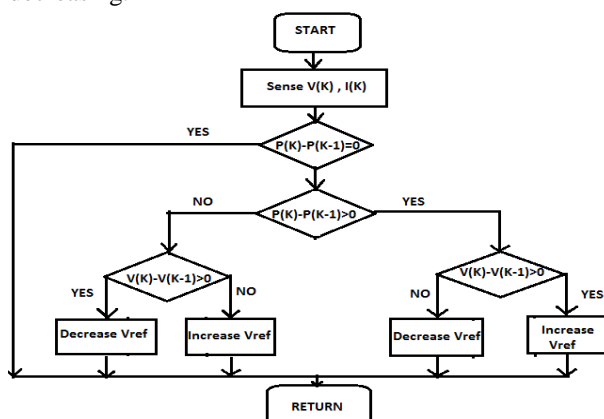 START
Sense V(K) , I(K)
YES
P(K)-P(K-1)=0
NO
P(K)-P(K-1)>0
YES
V(K)-V(K-1)>0
V(K)-V(K-1)>0
YES
NO
NO
YES
Decrease Vref
Increase Vref
Decrease Vref
Increase
Vref
RETURN